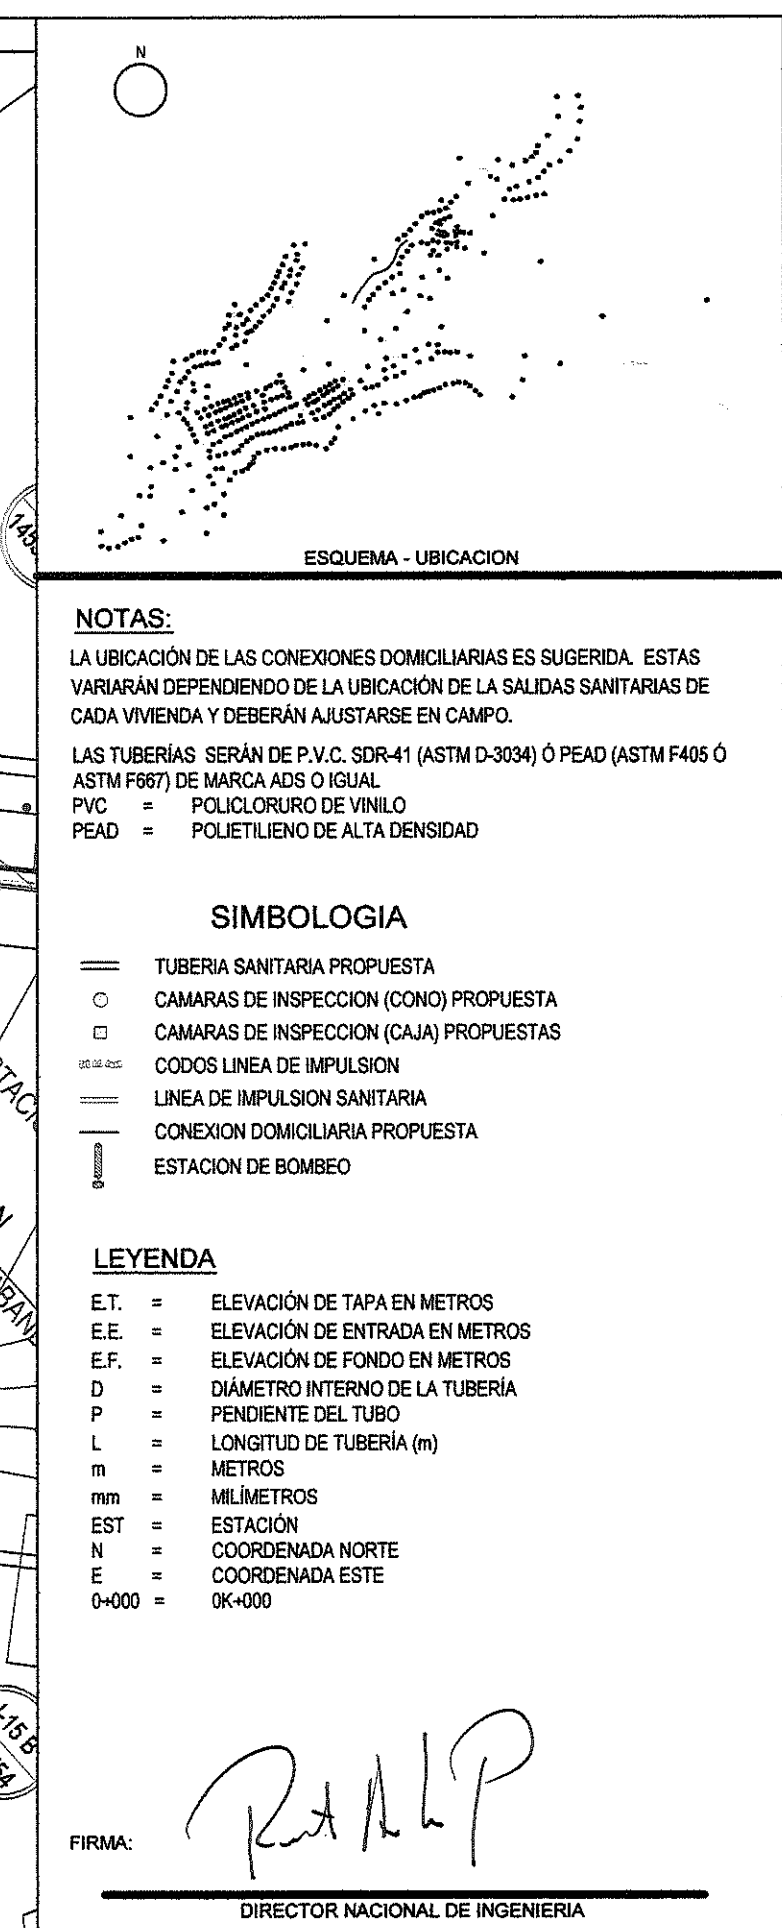 N
ESQUEMA - UBICACION
NOTAS:
LA UBICACIÓN DE LAS CONEXIONES DOMICILIARIAS ES SUGERIDA. ESTAS
VARIARÁN DEPENDIENDO DE LA UBICACIÓN DE LA SALIDAS SANITARIAS DE
CADA VIVIENDA Y DEBERÁN AJUSTARSE EN CAMPO.
LAS TUBERÍAS SERÁN DE P.V.C. SDR-41 (ASTM D-3034) Ó PEAD (ASTM F405 Ó
ASTM F667) DE MARCA ADS O IGUAL
PVC = POLICLORURO DE VINILO
PEAD = POLIETILIENO DE ALTA DENSIDAD
SIMBOLOGIA
TUBERIA SANITARIA PROPUESTA
CAMARAS DE INSPECCION (CONO) PROPUESTA
CAMARAS DE INSPECCION (CAJA) PROPUESTAS
CODOS LINEA DE IMPULSION
LINEA DE IMPULSION SANITARIA
CONEXION DOMICILIARIA PROPUESTA
ESTACION DE BOMBEO
LEYENDA
E.T. = ELEVACIÓN DE TAPA EN METROS
E.E. = ELEVACIÓN DE ENTRADA EN METROS
E.F. = ELEVACIÓN DE FONDO EN METROS
D = DIÁMETRO INTERNO DE LA TUBERÍA
P = PENDIENTE DEL TUBO
L = LONGITUD DE TUBERÍA (m)
m = METROS
mm = MILÍMETROS
EST = ESTACIÓN
N = COORDENADA NORTE
E = COORDENADA ESTE
0+000 = 0K+000
FIRMA:
DIRECTOR NACIONAL DE INGENIERIA